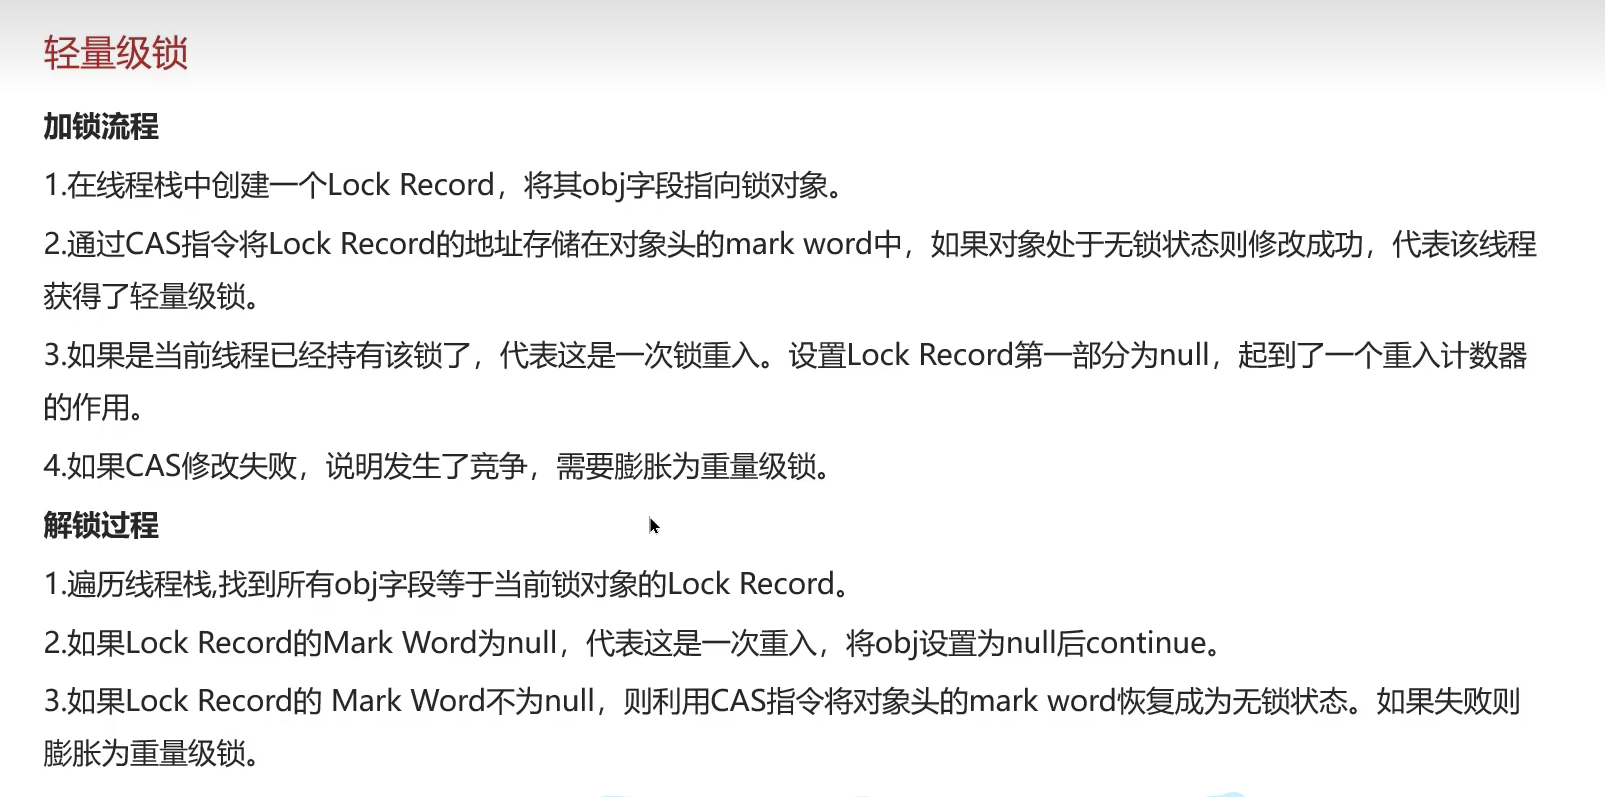 轻量级锁
加锁流程
1.在线程栈中创建一个Lock Record，将其obj字段指向锁对象。
2.通过CAS指令将Lock Record的地址存储在对象头的mark word中，如果对象处于无锁状态则修改成功，代表该线程
获得了轻量级锁。
3.如果是当前线程已经持有该锁了，代表这是一次锁重入。设置Lock Record第一部分为null，起到了一个重入计数器
的作用。
4.如果CAS修改失败，说明发生了竞争，需要膨胀为重量级锁。
解锁过程
1.遍历线程栈,找到所有obj字段等于当前锁对象的Lock Record。
2.如果Lock Record的Mark Word为null，代表这是一次重入，将obj设置为null后continue。
3.如果Lock Record的 Mark Word不为null，则利用CAS指令将对象头的mark word恢复成为无锁状态。如果失败则
膨胀为重量级锁。